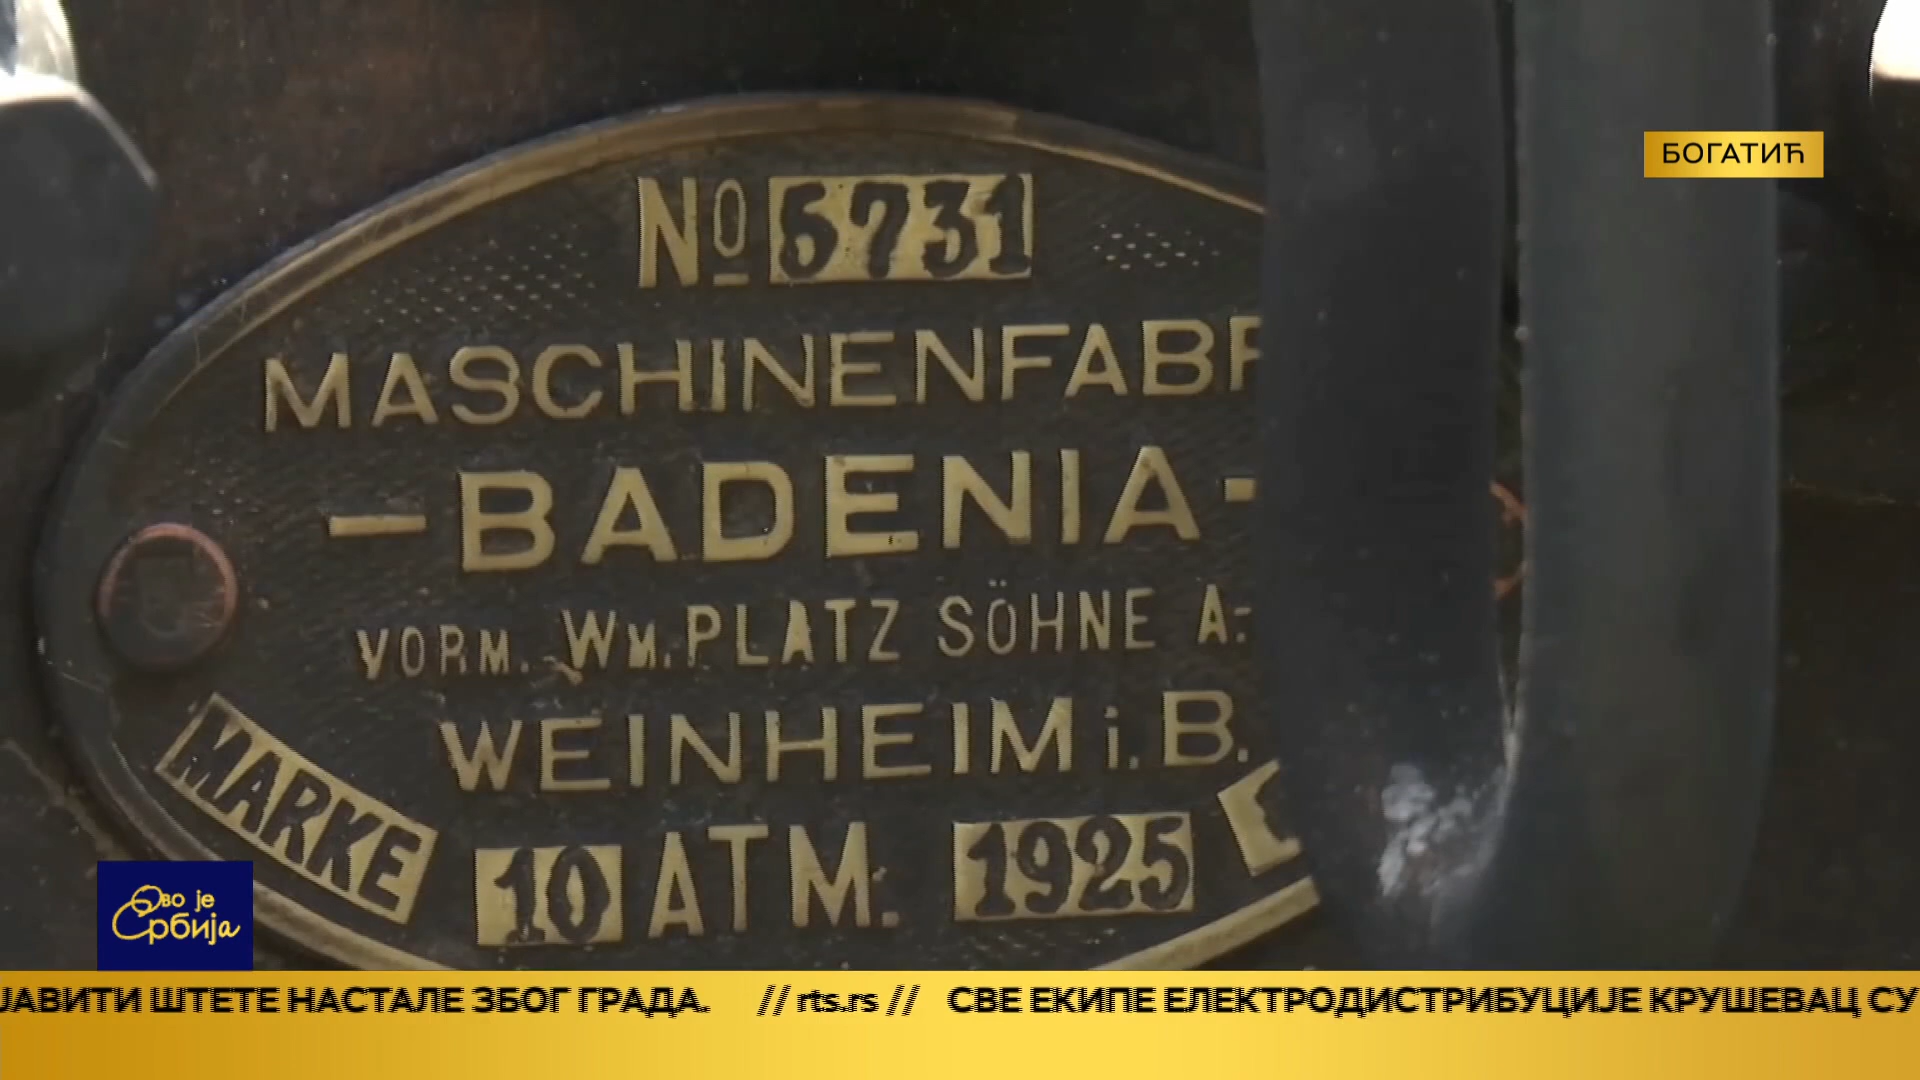 БОГАТИЋ
Nº 5731
MASCHINENFABR
-BADENIA-
VORM. WM. PLATZ SÖHNE A.-
WEINHEIM i. B.
MARKE
10 ATM. 1925
Ово је
Србија
ЈАВИТИ ШТЕТЕ НАСТАЛЕ ЗБОГ ГРАДА. // rts.rs // СВЕ ЕКИПЕ ЕЛЕКТРОДИСТРИБУЦИЈЕ КРУШЕВАЦ СУ